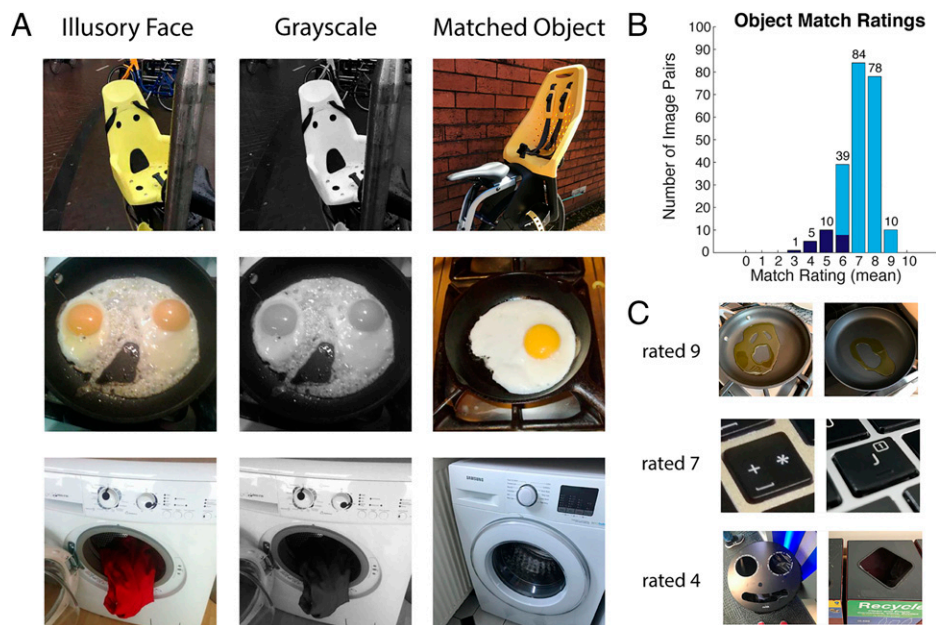 A
Illusory Face
Grayscale
Matched Object
SAMSUNG
B
Object Match Ratings
Number of Image Pairs
100
90
80
70
60
50
40
30
20
10
0
1
5
10
39
84
78
10
0 1 2 3 4 5 6 7 8 9 10
Match Rating (mean)
C
rated 9
rated 7
+ *
J
1
rated 4
Recycle